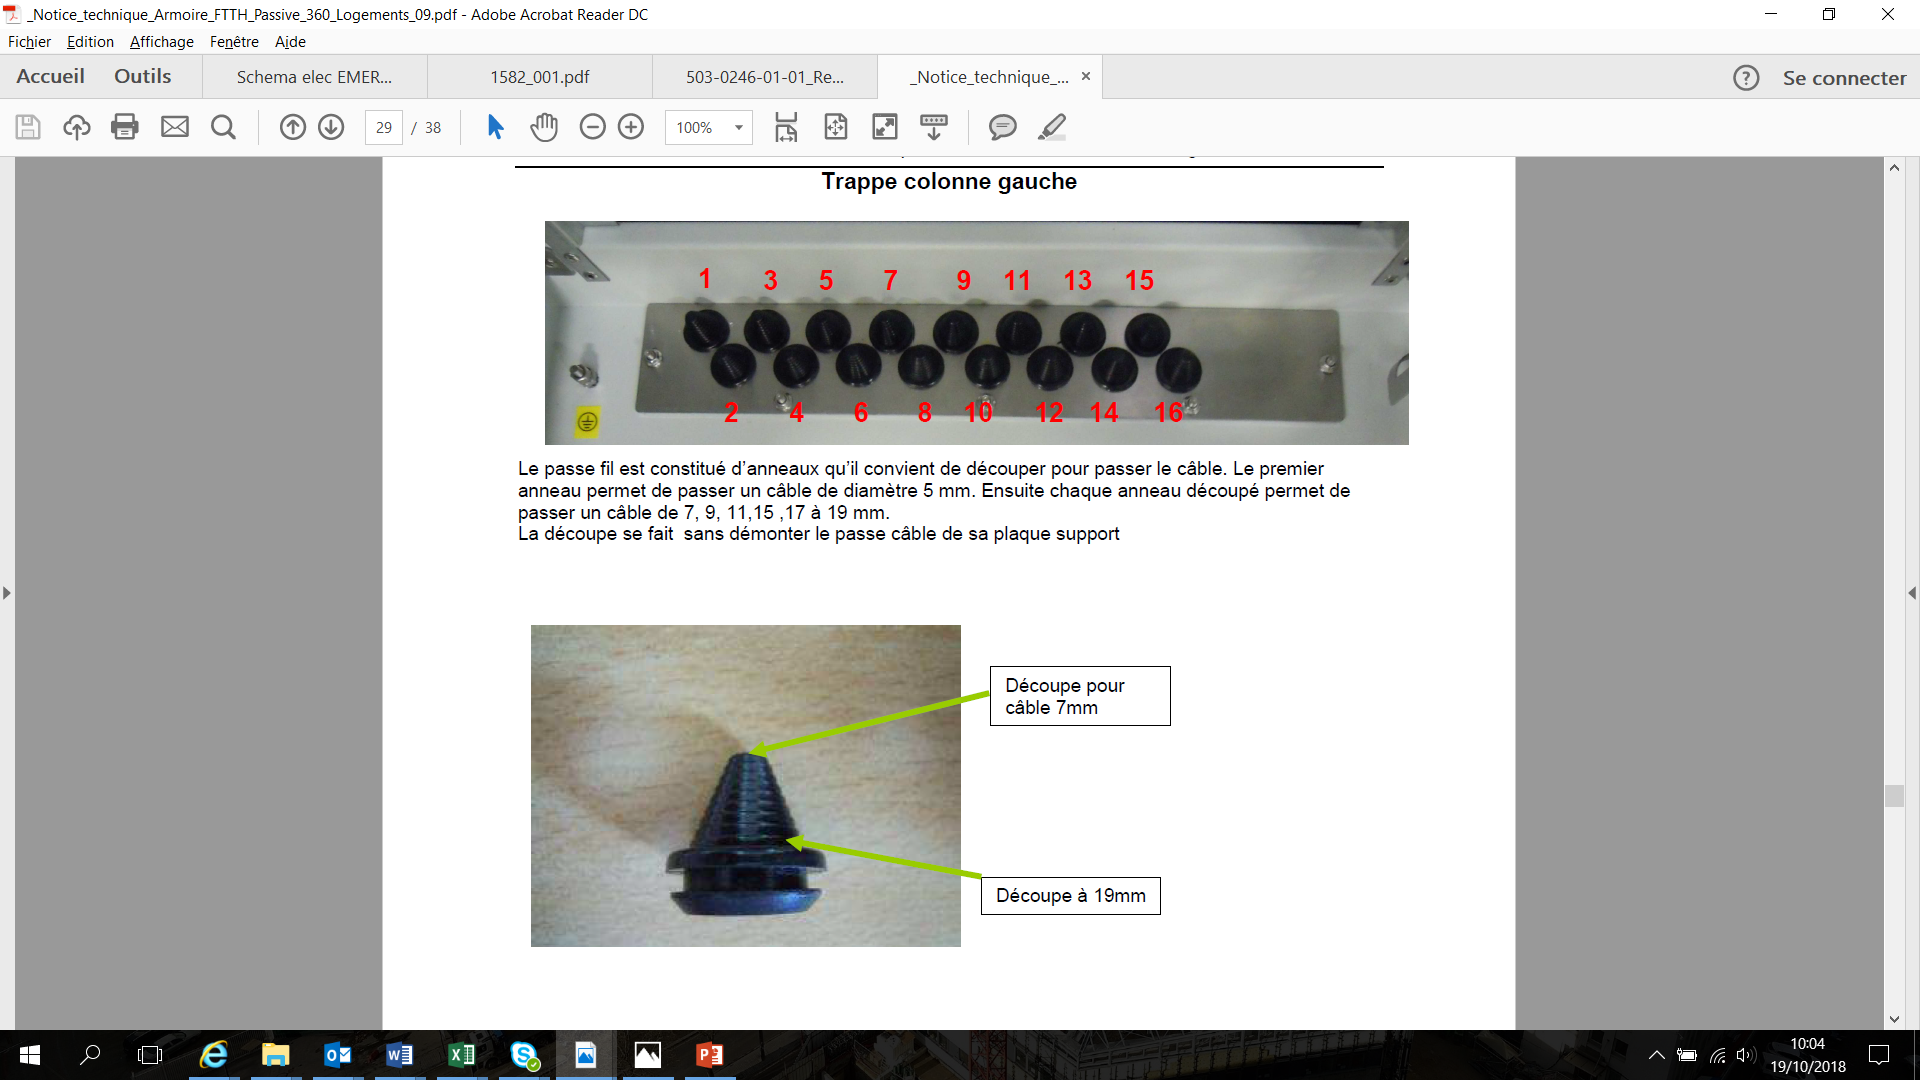 _Notice_technique_Armoire_FTTH_Passive_360_Logements_09.pdf - Adobe Acrobat Reader DC
Fichier Edition Affichage Fenêtre Aide
Accueil Outils Schema elec EMER... 1582_001.pdf 503-0246-01-01_Re... _Notice_technique_... × ? Se connecter
29 / 38 100%
Trappe colonne gauche
1 3 5 7 9 11 13 15
2 4 6 8 10 12 14 16
Le passe fil est constitué d’anneaux qu’il convient de découper pour passer le câble. Le premier
anneau permet de passer un câble de diamètre 5 mm. Ensuite chaque anneau découpé permet de
passer un câble de 7, 9, 11,15 ,17 à 19 mm.
La découpe se fait  sans démonter le passe câble de sa plaque support
Découpe pour
câble 7mm
Découpe à 19mm
10:04
19/10/2018